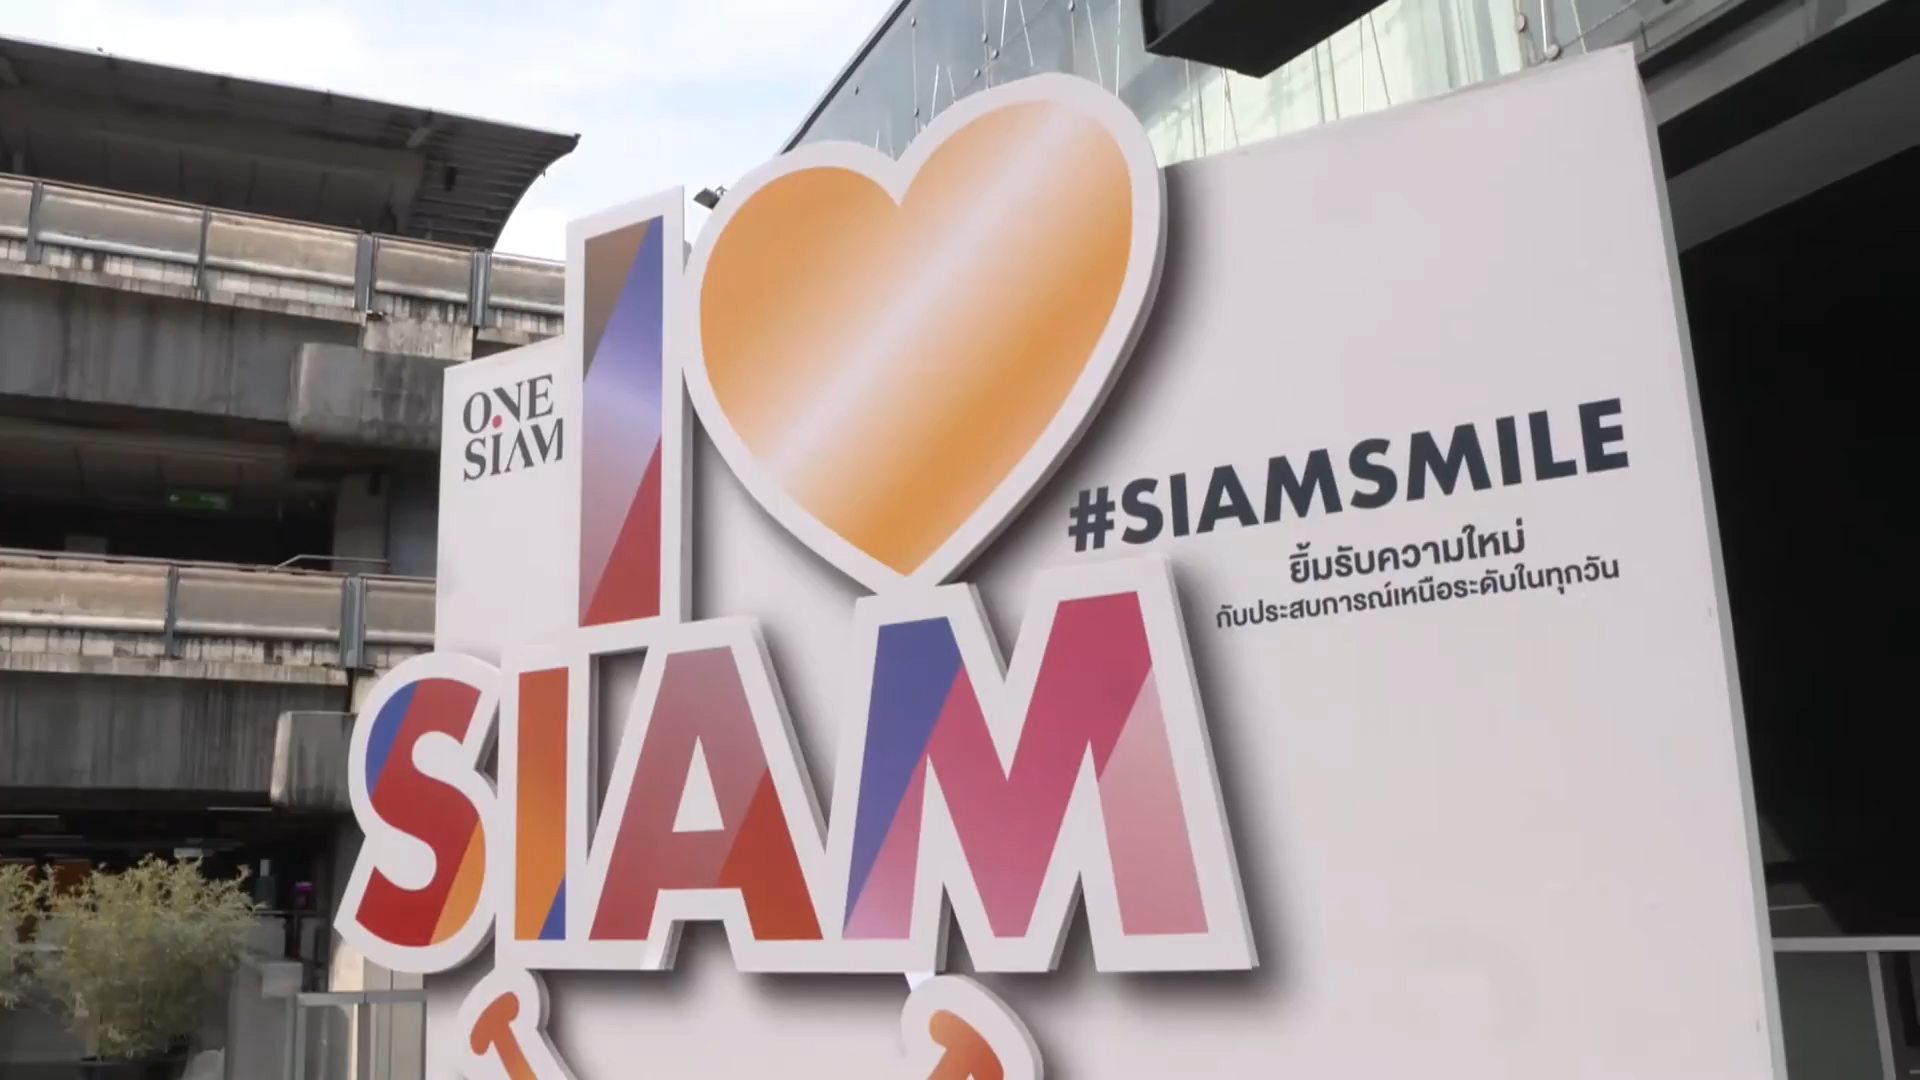 ONE
SIAM
I
SIAM
#SIAMSMILE
ยิ้มรับความใหม่
กับประสบการณ์เหนือระดับในทุกวัน